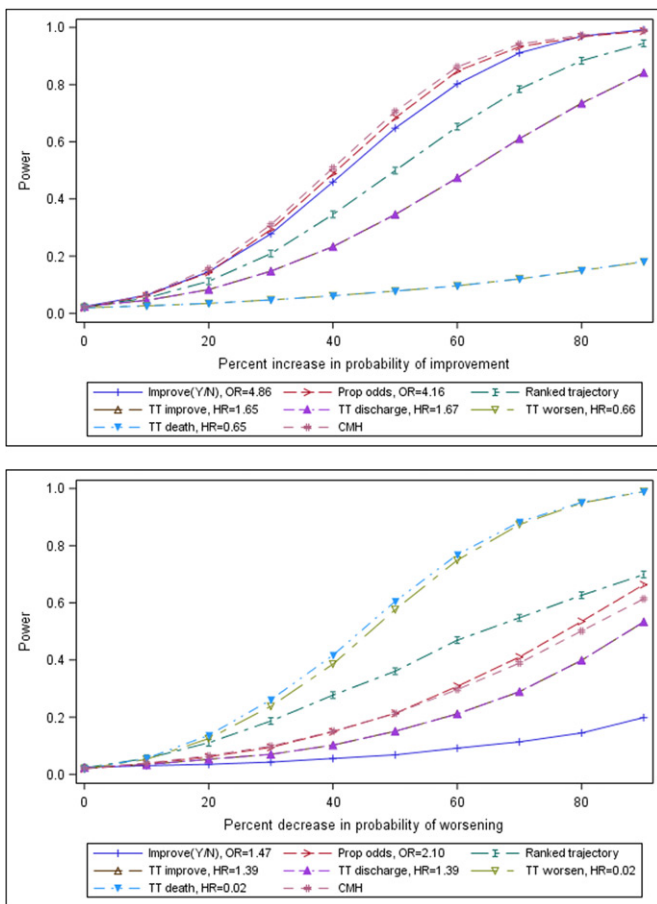 1.0
0.8
0.6
0.4
0.2
0.0
Power
0 20 40 60 80
Percent increase in probability of improvement
Improve(Y/N), OR=4.86 Prop odds, OR=4.16 Ranked trajectory
TT improve, HR=1.65 TT discharge, HR=1.67 TT worsen, HR=0.66
TT death, HR=0.65 CMH
1.0
0.8
0.6
0.4
0.2
0.0
Power
0 20 40 60 80
Percent decrease in probability of worsening
Improve(Y/N), OR=1.47 Prop odds, OR=2.10 Ranked trajectory
TT improve, HR=1.39 TT discharge, HR=1.39 TT worsen, HR=0.02
TT death, HR=0.02 CMH